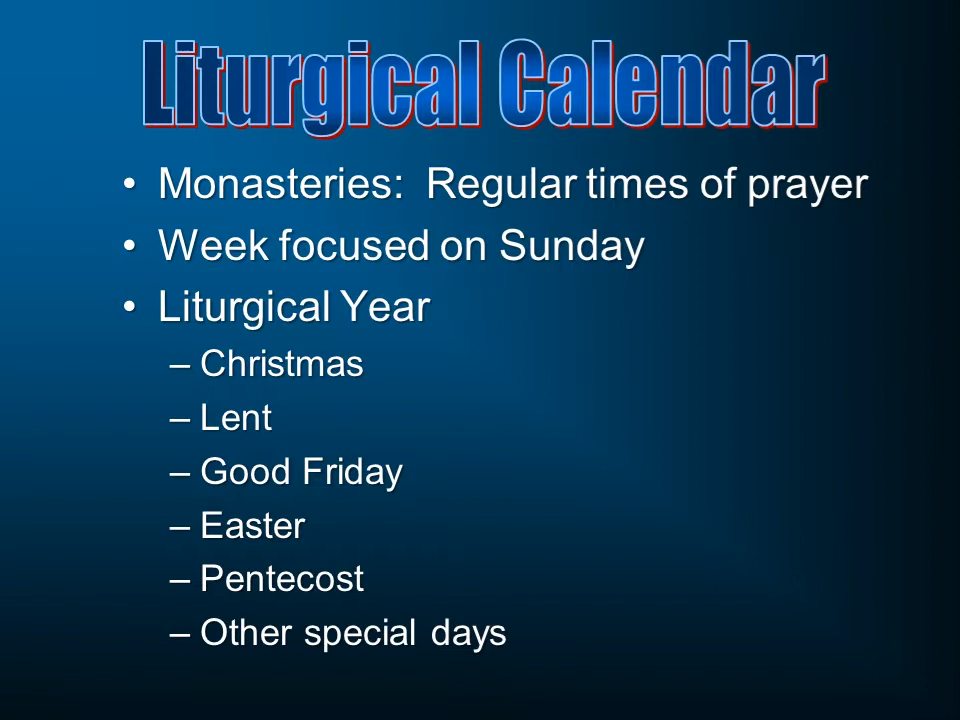 Liturgical Calendar
• Monasteries: Regular times of prayer
• Week focused on Sunday
• Liturgical Year
– Christmas
– Lent
– Good Friday
– Easter
– Pentecost
– Other special days